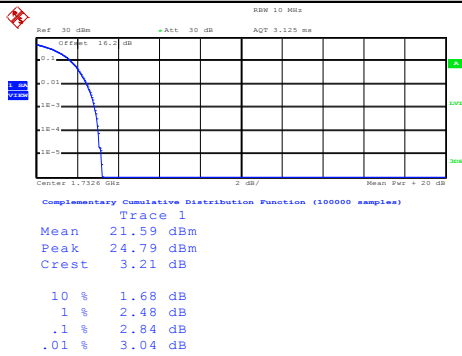 RBW 10 MHz
Ref 30 dBm * Att 30 dB AQT 3.125 ms
Offset 16.2 dB
A
0.1
1 SA
VIEW
0.01
1E-3
LVL
1E-4
1E-5
3DB
Center 1.7326 GHz 2 dB/ Mean Pwr + 20 dB
Complementary Cumulative Distribution Function (100000 samples)
Trace 1
Mean 21.59 dBm
Peak 24.79 dBm
Crest 3.21 dB
10 % 1.68 dB
1 % 2.48 dB
.1 % 2.84 dB
.01 % 3.04 dB